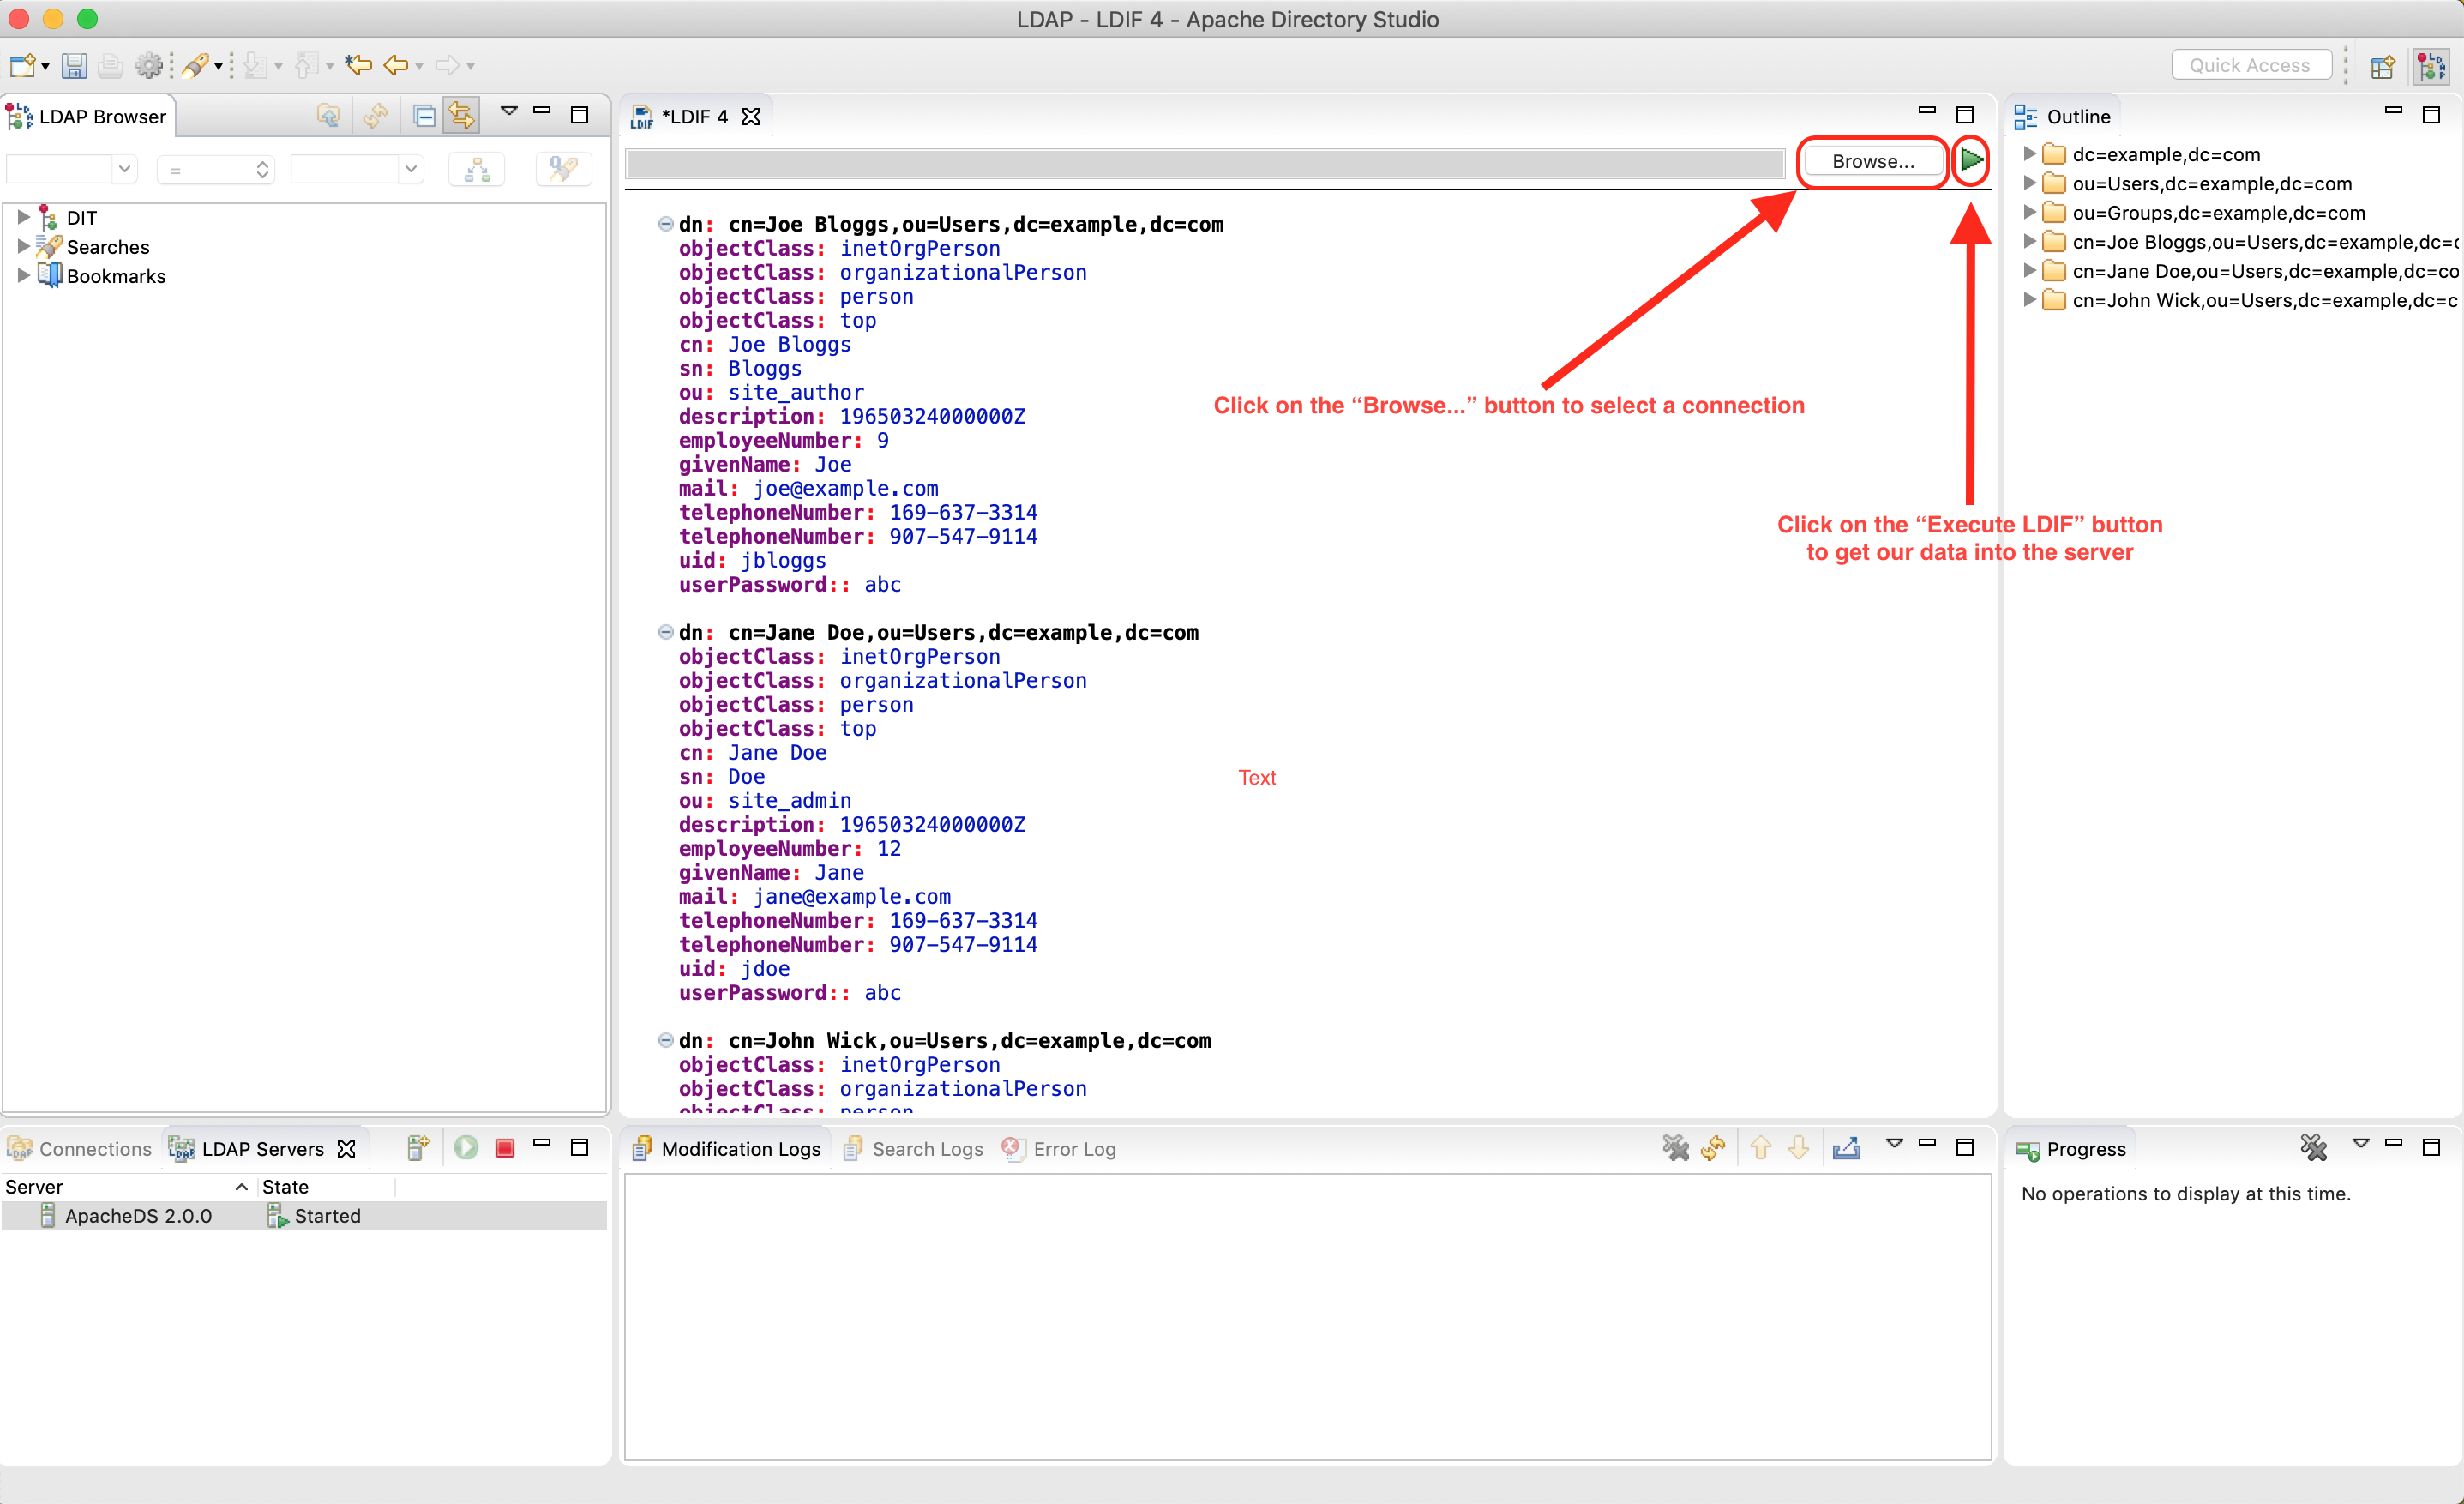 LDAP - LDIF 4 - Apache Directory Studio
Quick Access
LDAP Browser
=
DIT
Searches
Bookmarks
*LDIF 4
Browse...
dn: cn=Joe Bloggs,ou=Users,dc=example,dc=com
objectClass: inetOrgPerson
objectClass: organizationalPerson
objectClass: person
objectClass: top
cn: Joe Bloggs
sn: Bloggs
ou: site_author
description: 19650324000000Z
employeeNumber: 9
givenName: Joe
mail: joe@example.com
telephoneNumber: 169-637-3314
telephoneNumber: 907-547-9114
uid: jbloggs
userPassword:: abc
dn: cn=Jane Doe,ou=Users,dc=example,dc=com
objectClass: inetOrgPerson
objectClass: organizationalPerson
objectClass: person
objectClass: top
cn: Jane Doe
sn: Doe
ou: site_admin
description: 19650324000000Z
employeeNumber: 12
givenName: Jane
mail: jane@example.com
telephoneNumber: 169-637-3314
telephoneNumber: 907-547-9114
uid: jdoe
userPassword:: abc
dn: cn=John Wick,ou=Users,dc=example,dc=com
objectClass: inetOrgPerson
objectClass: organizationalPerson
objectClass: person
Click on the “Browse...” button to select a connection
Click on the “Execute LDIF” button
to get our data into the server
Text
Outline
dc=example,dc=com
ou=Users,dc=example,dc=com
ou=Groups,dc=example,dc=com
cn=Joe Bloggs,ou=Users,dc=example,dc=c
cn=Jane Doe,ou=Users,dc=example,dc=co
cn=John Wick,ou=Users,dc=example,dc=c
Connections
LDAP Servers
Server State
ApacheDS 2.0.0 Started
Modification Logs
Search Logs
Error Log
Progress
No operations to display at this time.